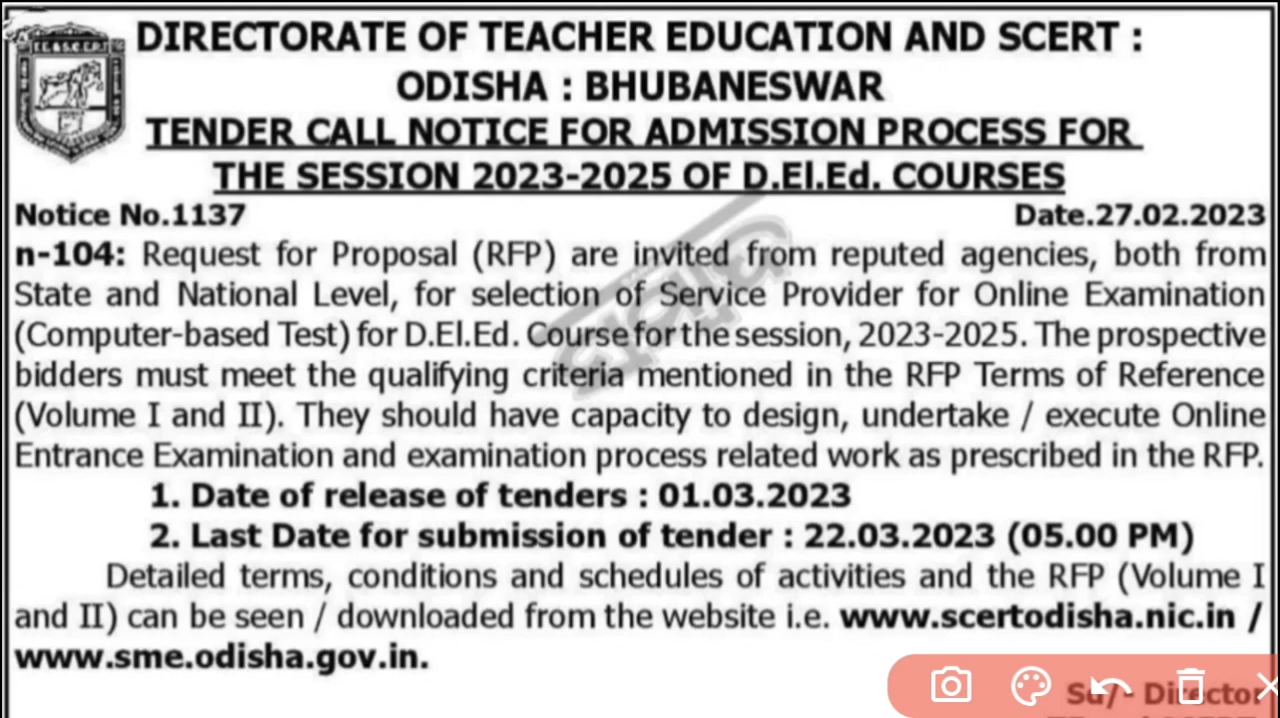 DIRECTORATE OF TEACHER EDUCATION AND SCERT :
ODISHA : BHUBANESWAR
TENDER CALL NOTICE FOR ADMISSION PROCESS FOR
THE SESSION 2023-2025 OF D.El.Ed. COURSES
Notice No.1137 Date.27.02.2023
n-104: Request for Proposal (RFP) are invited from reputed agencies, both from
State and National Level, for selection of Service Provider for Online Examination
(Computer-based Test) for D.El.Ed. Course for the session, 2023-2025. The prospective
bidders must meet the qualifying criteria mentioned in the RFP Terms of Reference
(Volume I and II). They should have capacity to design, undertake / execute Online
Entrance Examination and examination process related work as prescribed in the RFP.
1. Date of release of tenders : 01.03.2023
2. Last Date for submission of tender : 22.03.2023 (05.00 PM)
Detailed terms, conditions and schedules of activities and the RFP (Volume I
and II) can be seen / downloaded from the website i.e. www.scertodisha.nic.in /
www.sme.odisha.gov.in.
Sd/- Director